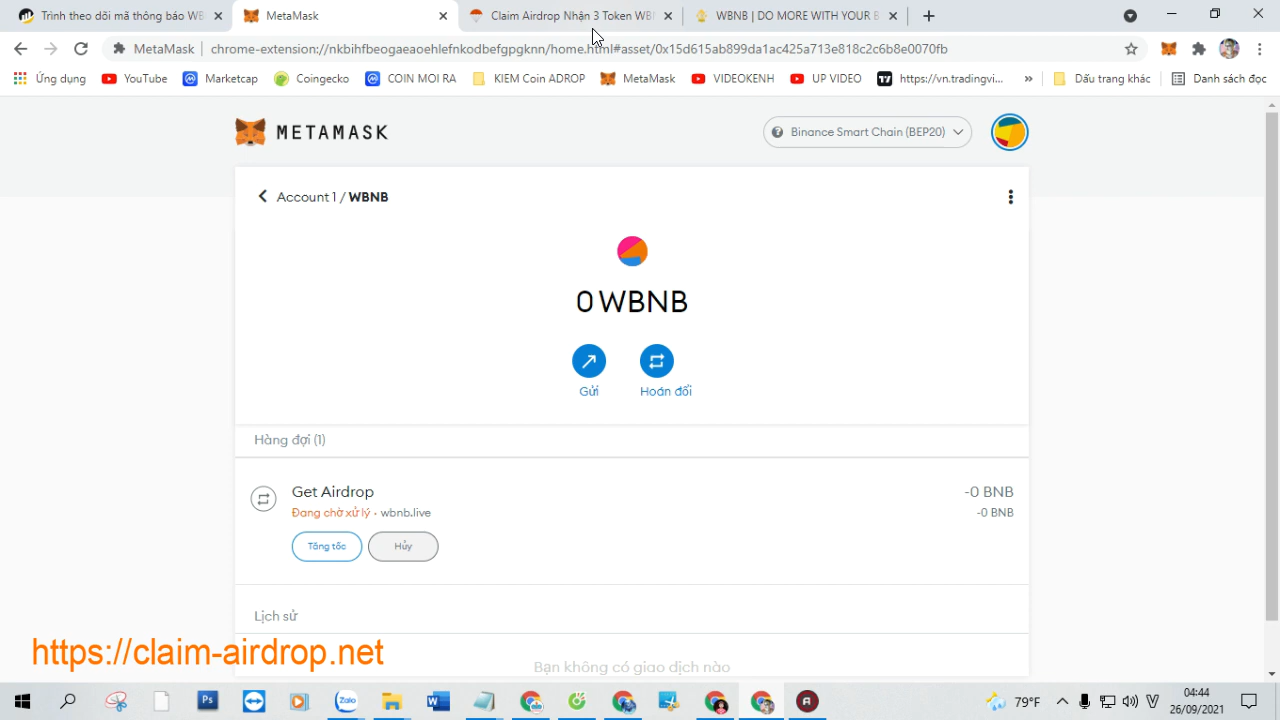 Trình theo dõi mã thông báo WB
MetaMask
Claim Airdrop Nhận 3 Token WBN
WBNB | DO MORE WITH YOUR B
MetaMask
chrome-extension://nkbihfbeogaeaoehlefnkodbefgpgknn/home.html#asset/0x15d615ab899da1ac425a713e818c2c6b8e0070fb
Ứng dụng
YouTube
Marketcap
Coingecko
COIN MOI RA
KIEM Coin ADROP
MetaMask
VIDEOKENH
UP VIDEO
https://vn.tradingvi...
Dấu trang khác
Danh sách đọc
METAMASK
Binance Smart Chain (BEP20)
Account 1 / WBNB
0 WBNB
Gửi
Hoán đổi
Hàng đợi (1)
Get Airdrop
-0 BNB
Đang chờ xử lý · wbnb.live
-0 BNB
Tăng tốc
Hủy
Lịch sử
https://claim-airdrop.net
Bạn không có giao dịch nào
79°F
04:44
26/09/2021